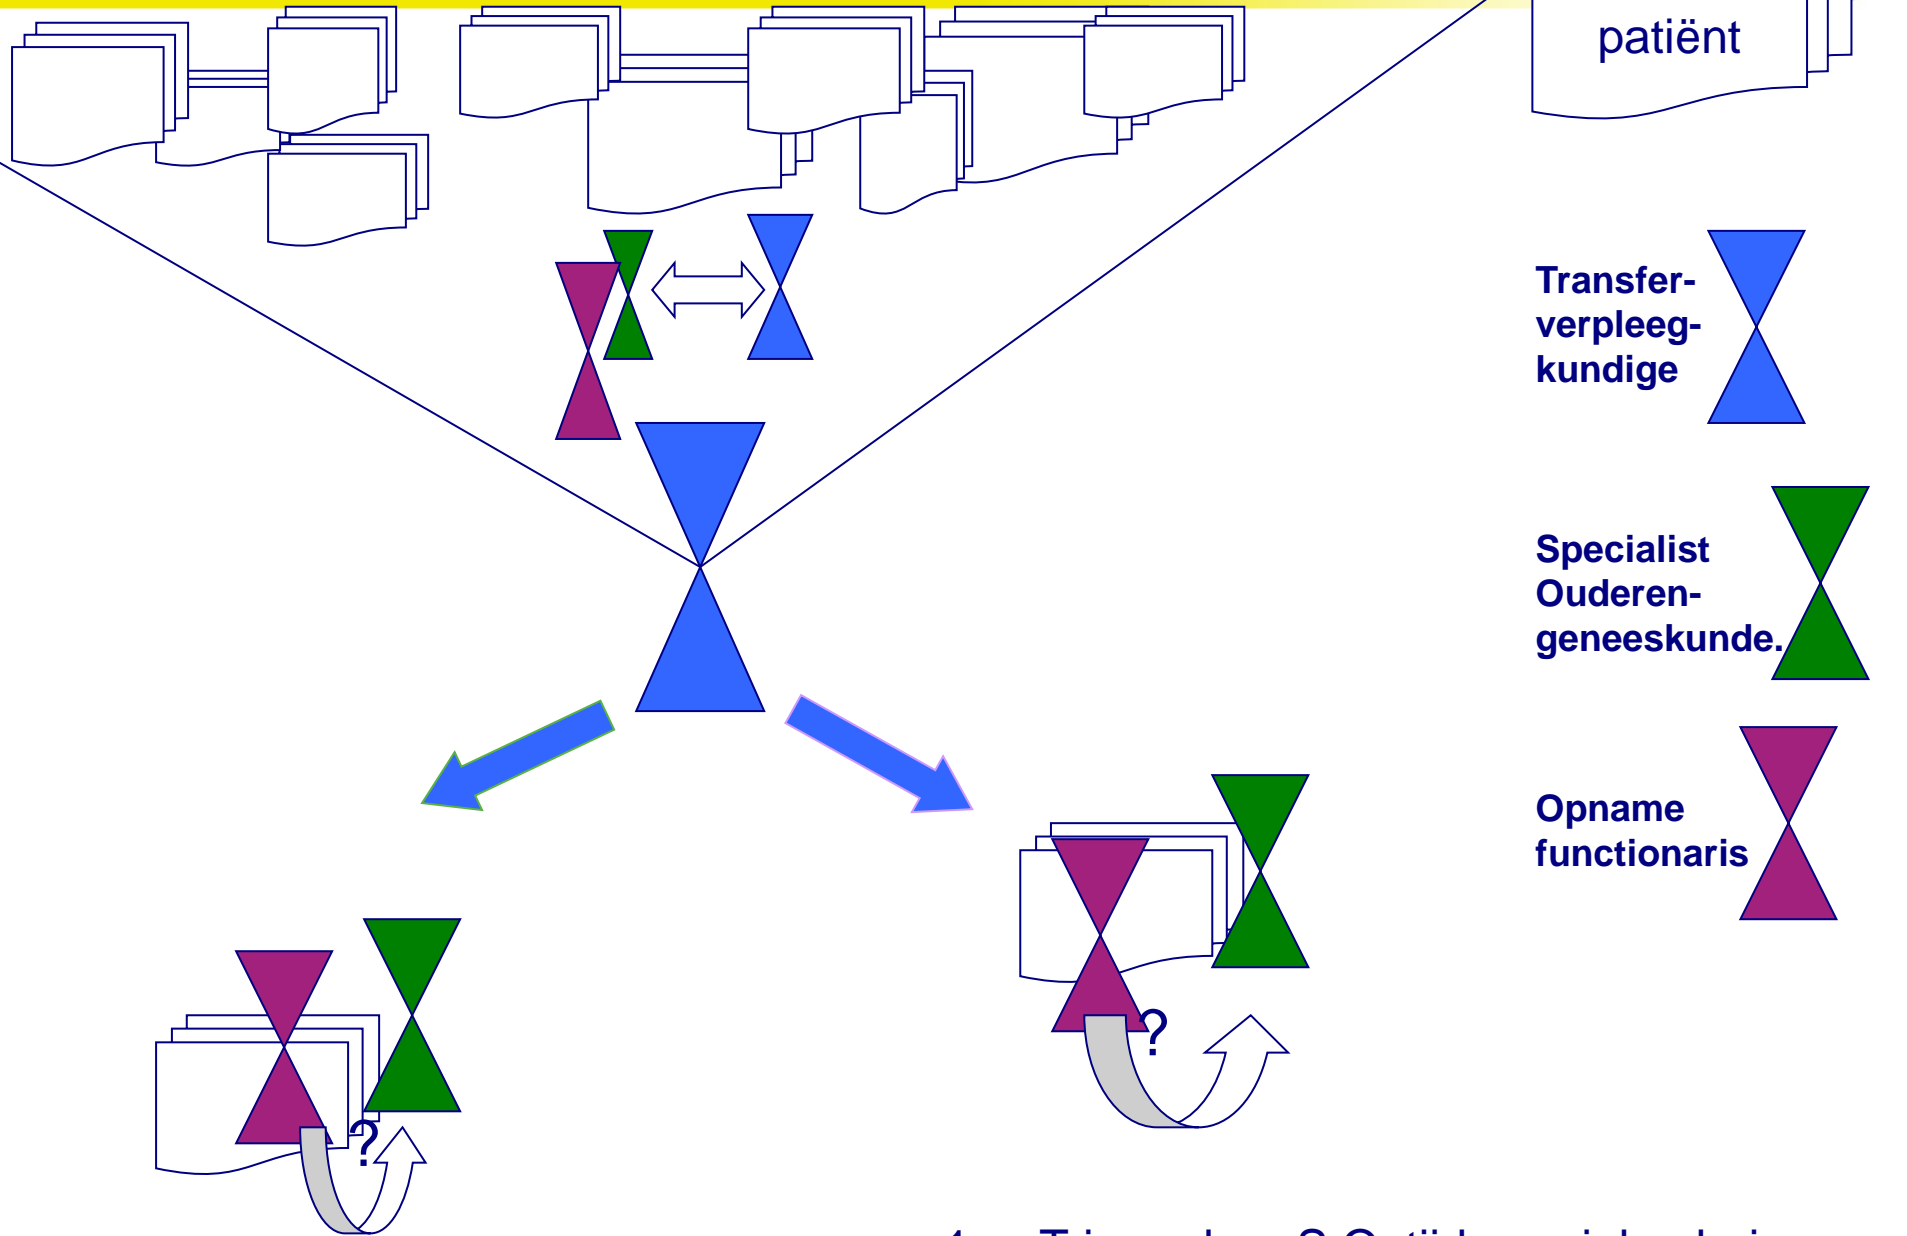 patiënt
Transfer-
verpleeg-
kundige
Specialist
Ouderen-
geneeskunde.
Opname
functionaris
?
?